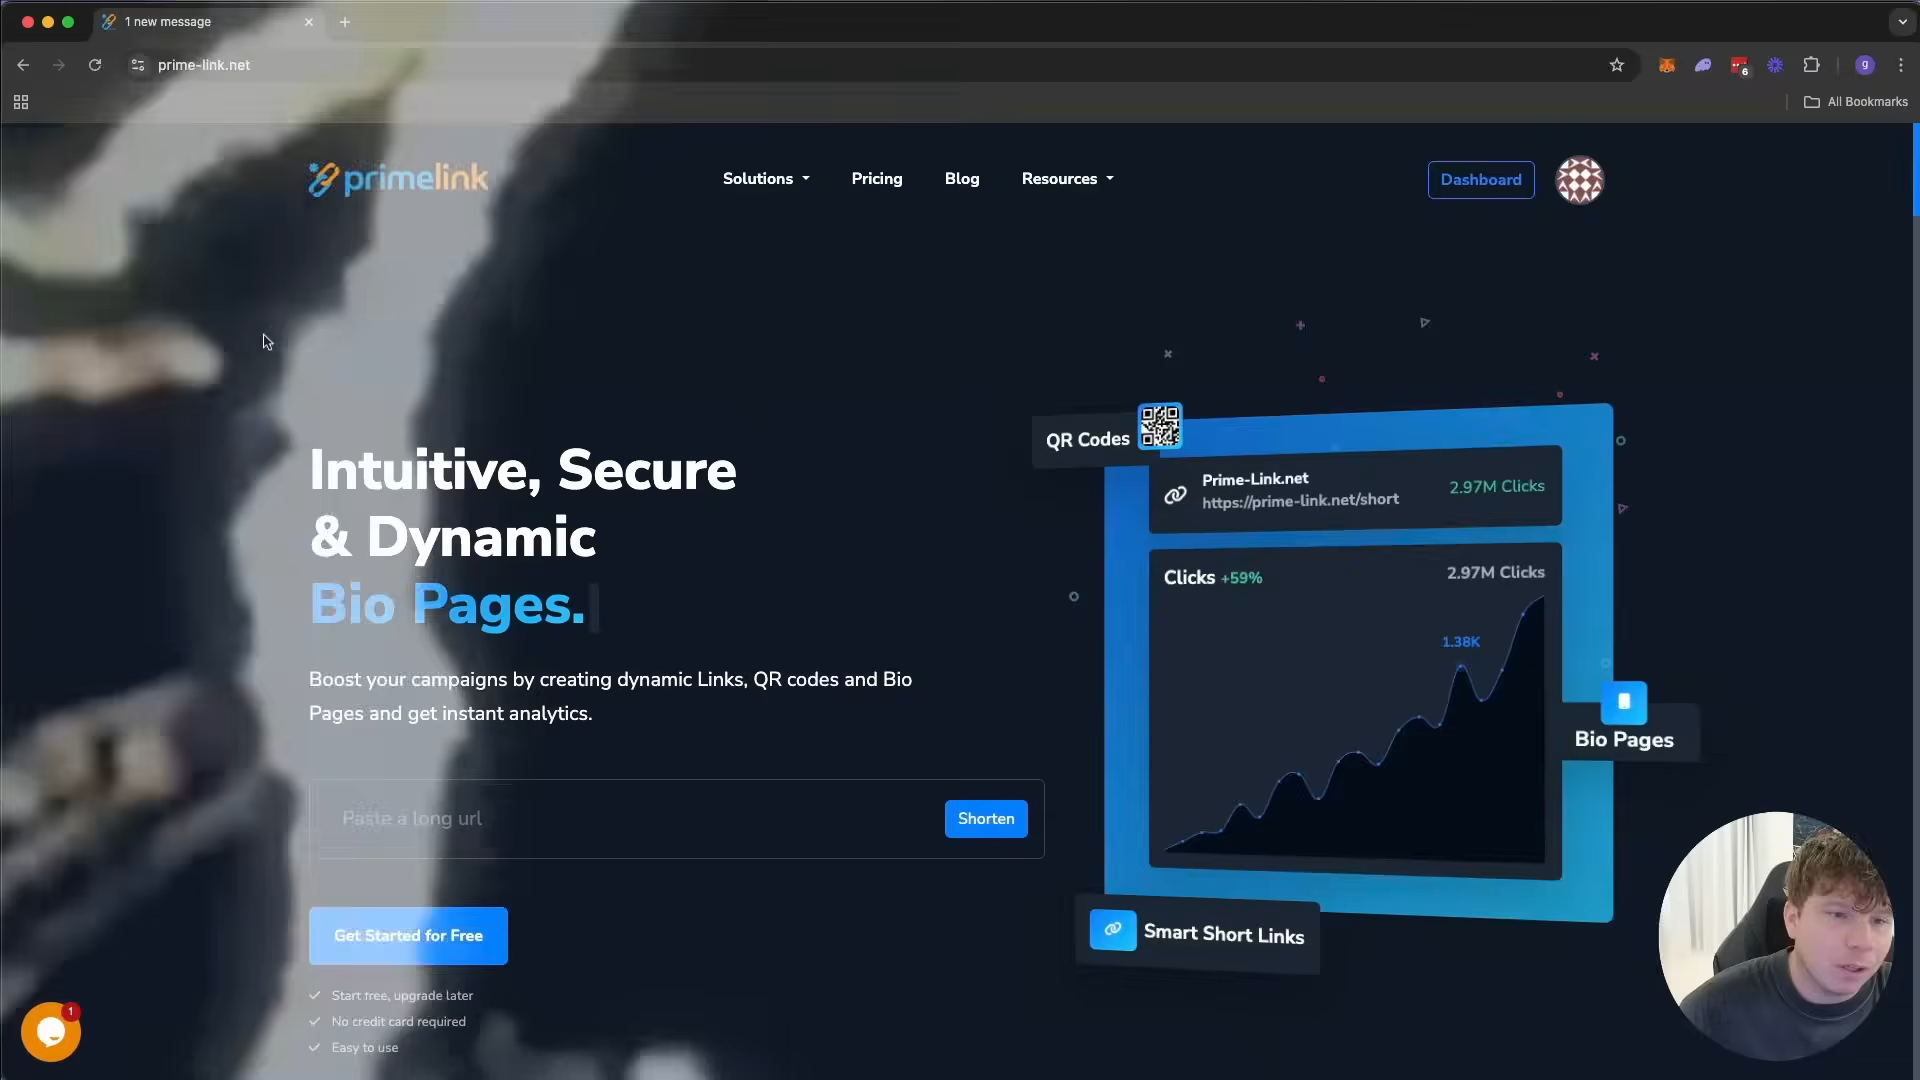 1 new message
prime-link.net
6
g
All Bookmarks
primelink
Solutions
Pricing
Blog
Resources
Dashboard
Intuitive, Secure
& Dynamic
Bio Pages.
Boost your campaigns by creating dynamic Links, QR codes and Bio
Pages and get instant analytics.
Paste a long url
Shorten
Get Started for Free
Start free, upgrade later
No credit card required
Easy to use
1
QR Codes
Prime-Link.net
https://prime-link.net/short
2.97M Clicks
Clicks +59%
2.97M Clicks
1.38K
Bio Pages
Smart Short Links